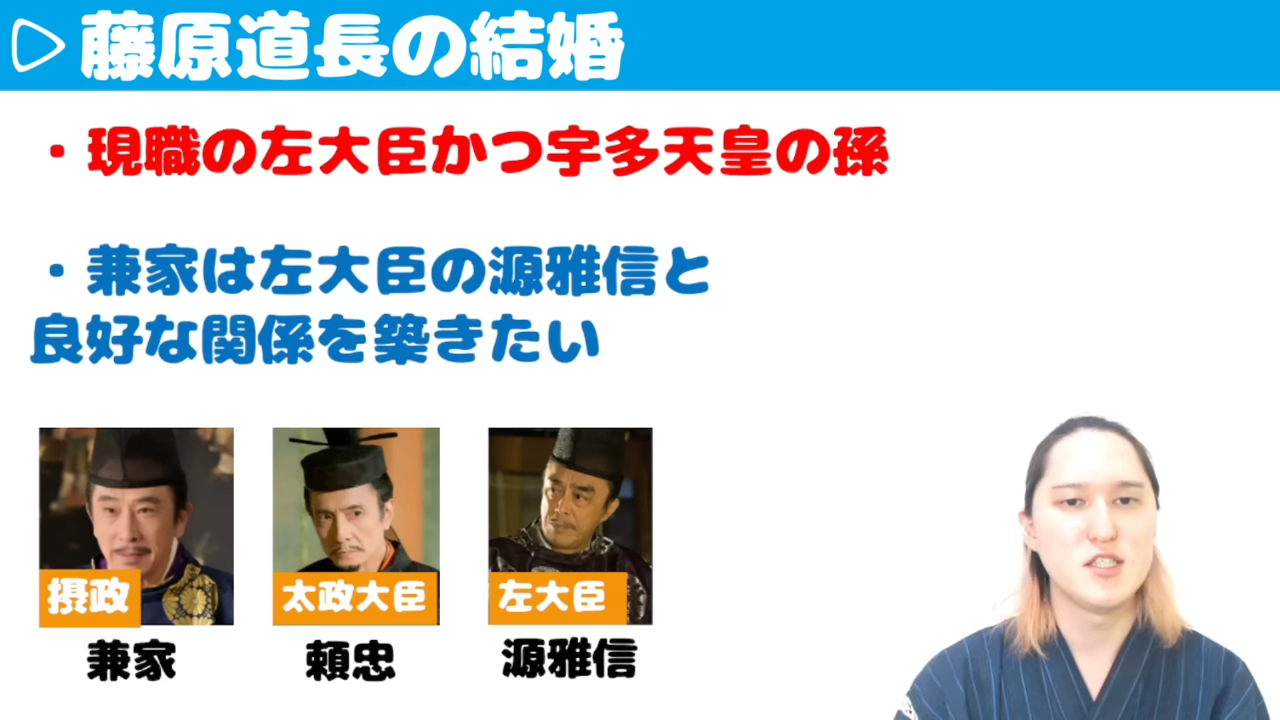 藤原道長の結婚
・現職の左大臣かつ宇多天皇の孫
・兼家は左大臣の源雅信と
良好な関係を築きたい
摂政
太政大臣
左大臣
兼家
頼忠
源雅信